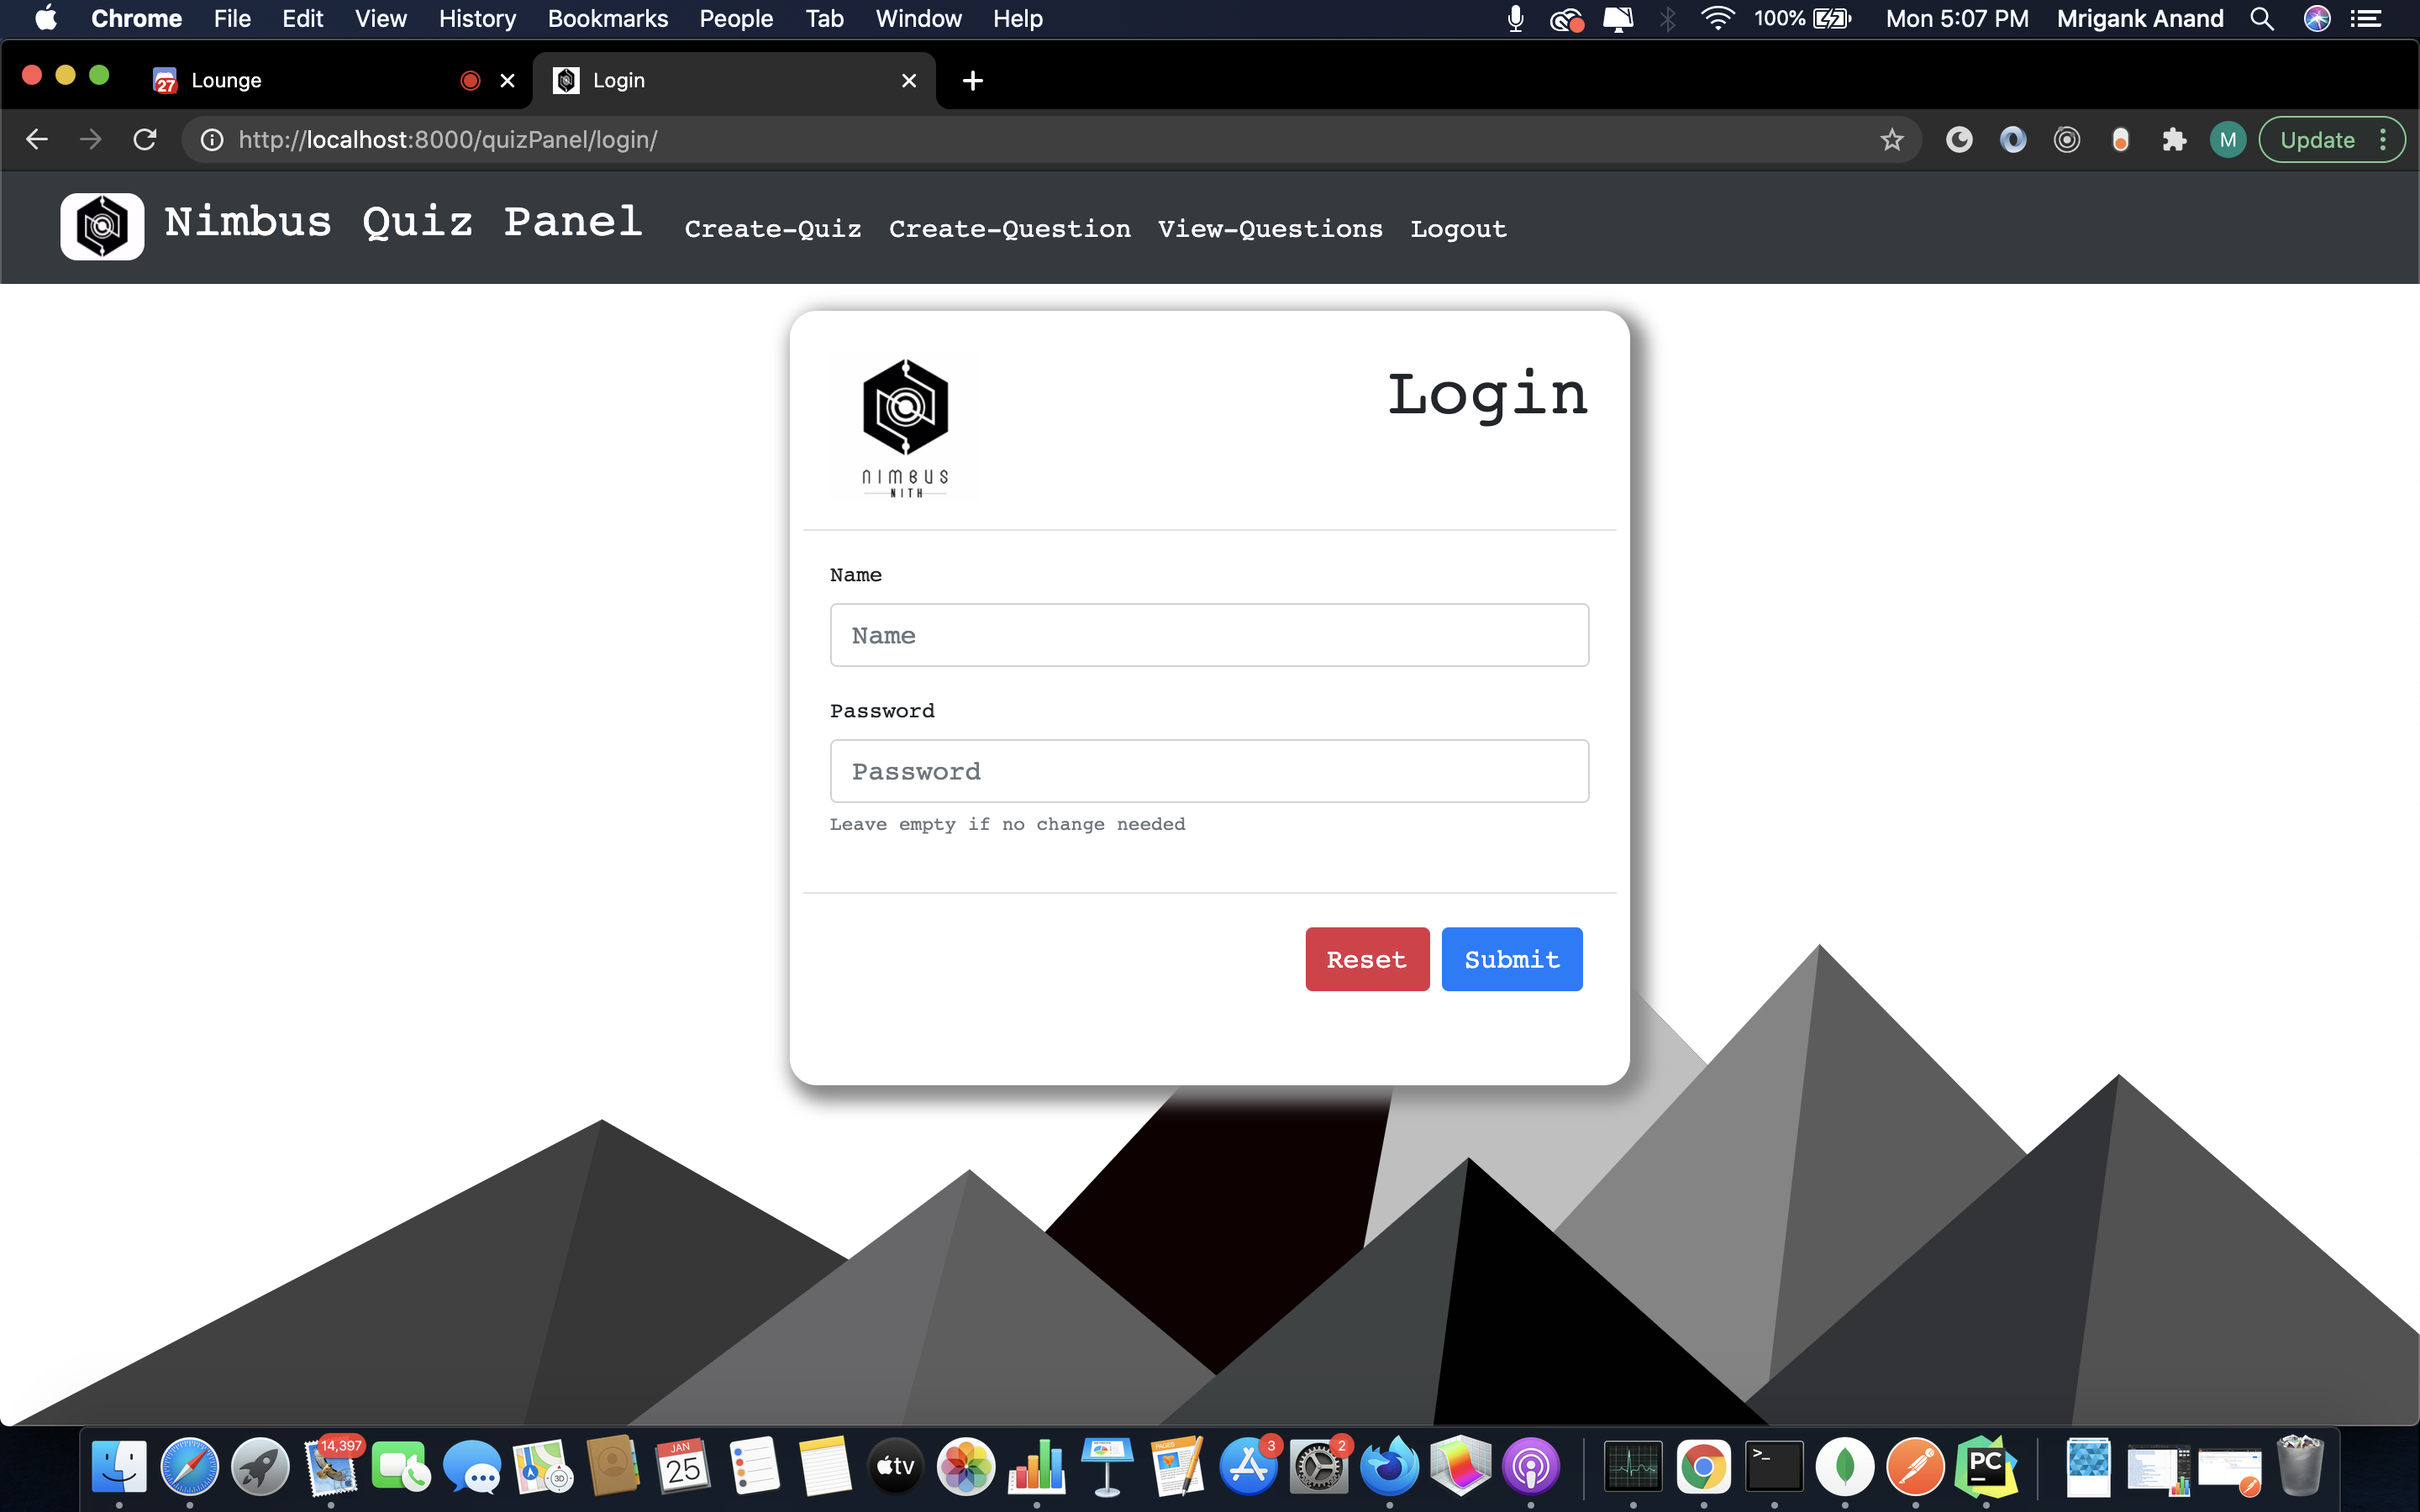 Chrome File Edit View History Bookmarks People Tab Window Help 100% Mon 5:07 PM Mrigank Anand
27 Lounge Login
http://localhost:8000/quizPanel/login/ M Update
Nimbus Quiz Panel Create-Quiz Create-Question View-Questions Logout
Login
NIMBUS
NITH
Name
Name
Password
Password
Leave empty if no change needed
Reset Submit
14,397 3D JAN 25 tv PAGES 3 2 >_ PC